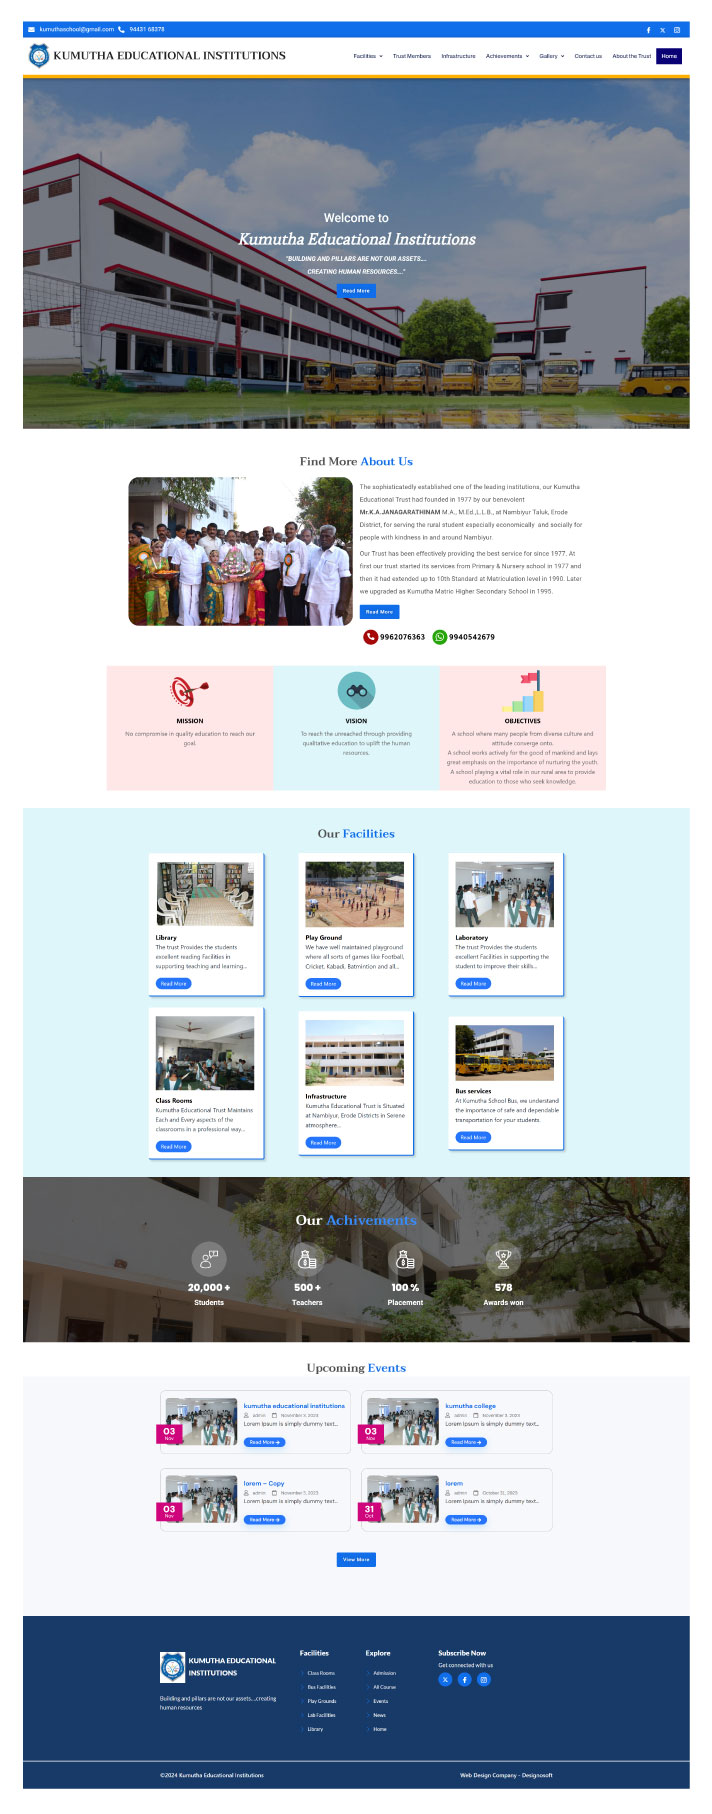 kumuthaschool@gmail.com 94431 68378
KUMUTHA EDUCATIONAL INSTITUTIONS
Facilities Trust Members Infrastructure Achievements Gallery Contact us About the Trust Home
Welcome to
Kumutha Educational Institutions
"BUILDING AND PILLARS ARE NOT OUR ASSETS....
CREATING HUMAN RESOURCES...."
Read More
Find More About Us
The sophisticatedly established one of the leading institutions, our Kumutha
Educational Trust had founded in 1977 by our benevolent
Mr.K.A.JANAGARATHINAM M.A., M.Ed.,L.L.B., at Nambiyur Taluk, Erode
District, for serving the rural student especially economically and socially for
people with kindness in and around Nambiyur.
Our Trust has been effectively providing the best service for since 1977. At
first our trust started its services from Primary & Nursery school in 1977 and
then it had extended up to 10th Standard at Matriculation level in 1990. Later
we upgraded as Kumutha Matric Higher Secondary School in 1995.
Read More
9962076363 9940542679
MISSION
No compromise in quality education to reach our
goal.
VISION
To reach the unreached through providing
qualitative education to uplift the human
resources.
OBJECTIVES
A school where many people from diverse culture and
attitude converge onto.
A school works actively for the good of mankind and lays
great emphasis on the importance of nurturing the youth.
A school playing a vital role in our rural area to provide
education to those who seek knowledge.
Our Facilities
Library
The trust Provides the students
excellent reading Facilities in
supporting teaching and learning...
Read More
Play Ground
We have well maintained playground
where all sorts of games like Football,
Cricket, Kabadi, Batmintion and all...
Read More
Laboratory
The trust Provides the students
excellent Facilities in supporting the
student to improve their skills...
Read More
Class Rooms
Kumutha Educational Trust Maintains
Each and Every aspects of the
classrooms in a professional way...
Read More
Infrastructure
Kumutha Educational Trust is Situated
at Nambiyur, Erode Districts in Serene
atmosphere...
Read More
Bus services
At Kumutha School Bus, we understand
the importance of safe and dependable
transportation for your students.
Read More
Our Achivements
20,000 +
Students
500 +
Teachers
100 %
Placement
578
Awards won
Upcoming Events
03
Nov
kumutha educational institutions
admin November 3, 2023
Lorem Ipsum is simply dummy text...
Read More
03
Nov
kumutha college
admin November 3, 2023
Lorem Ipsum is simply dummy text...
Read More
03
Nov
lorem – Copy
admin November 3, 2023
Lorem Ipsum is simply dummy text...
Read More
31
Oct
lorem
admin October 31, 2023
Lorem Ipsum is simply dummy text...
Read More
View More
KUMUTHA EDUCATIONAL
INSTITUTIONS
Building and pillars are not our assets....creating
human resources
Facilities
Class Rooms
Bus Facilities
Play Grounds
Lab Facilities
Library
Explore
Admission
All Course
Events
News
Home
Subscribe Now
Get connected with us
©2024 Kumutha Educational Institutions
Web Design Company - Designosoft